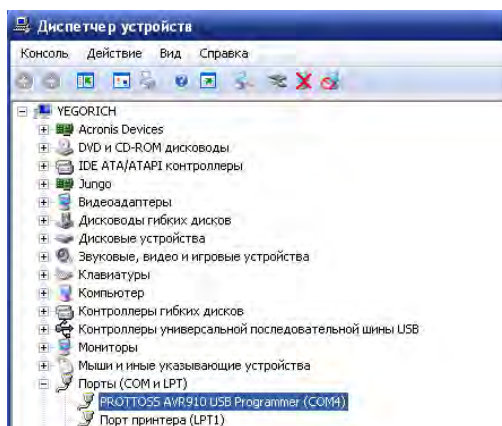 Диспетчер устройств
Консоль Действие Вид Справка
YEGORICH
Acronis Devices
DVD и CD-ROM дисководы
IDE ATA/ATAPI контроллеры
Jungo
Видеоадаптеры
Дисководы гибких дисков
Дисковые устройства
Звуковые, видео и игровые устройства
Клавиатуры
Компьютер
Контроллеры гибких дисков
Контроллеры универсальной последовательной шины USB
Мониторы
Мыши и иные указывающие устройства
Порты (COM и LPT)
PROTTOSS AVR910 USB Programmer (COM4)
Порт принтера (LPT1)